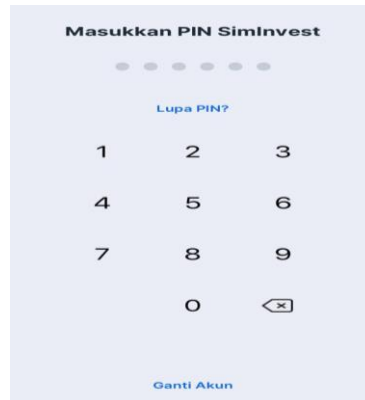 Masukkan PIN SimInvest
Lupa PIN?
1 2 3
4 5 6
7 8 9
0
Ganti Akun